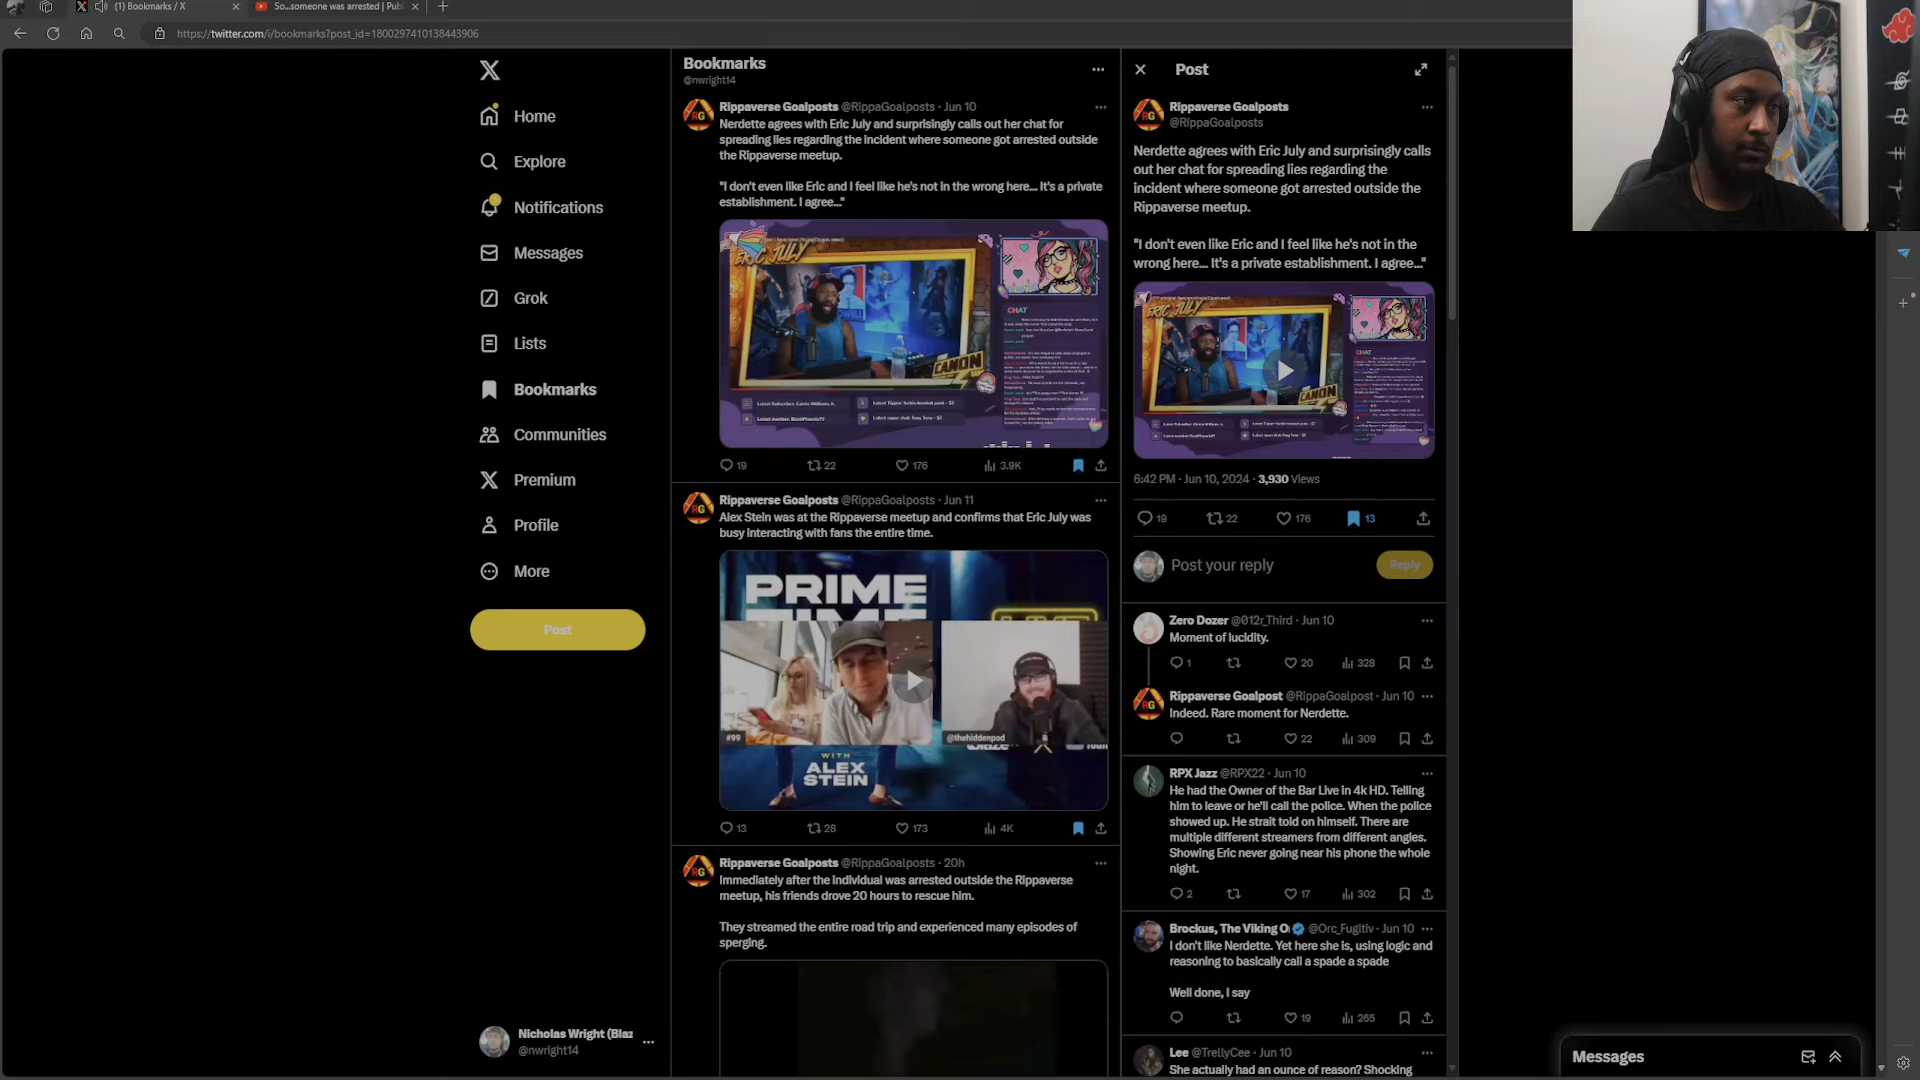 (1) Bookmarks / X
So...someone was arrested | Publ
https://twitter.com/i/bookmarks?post_id=1800297410138443906
Home
Explore
Notifications
Messages
Grok
Lists
Bookmarks
Communities
Premium
Profile
More
Post
Nicholas Wright (Blaz
@nwright14
Bookmarks
@nwright14
Rippaverse Goalposts @RippaGoalposts · Jun 10
Nerdette agrees with Eric July and surprisingly calls out her chat for
spreading lies regarding the incident where someone got arrested outside
the Rippaverse meetup.
"I don't even like Eric and I feel like he's not in the wrong here... It's a private
establishment. I agree..."
ERIC JULY
CANON
CHAT
19
22
176
3.9K
Rippaverse Goalposts @RippaGoalposts · Jun 11
Alex Stein was at the Rippaverse meetup and confirms that Eric July was
busy interacting with fans the entire time.
PRIME
TIME
LIVE
#99
@thehiddenpod
WITH
ALEX
STEIN
13
28
173
4K
Rippaverse Goalposts @RippaGoalposts · 20h
Immediately after the individual was arrested outside the Rippaverse
meetup, his friends drove 20 hours to rescue him.
They streamed the entire road trip and experienced many episodes of
sperging.
Post
Rippaverse Goalposts
@RippaGoalposts
Nerdette agrees with Eric July and surprisingly calls
out her chat for spreading lies regarding the
incident where someone got arrested outside the
Rippaverse meetup.
"I don't even like Eric and I feel like he's not in the
wrong here... It's a private establishment. I agree..."
ERIC JULY
CANON
CHAT
6:42 PM · Jun 10, 2024 · 3,930 Views
19
22
176
13
Post your reply
Reply
Zero Dozer @012r_Third · Jun 10
Moment of lucidity.
1
20
328
Rippaverse Goalpost @RippaGoalpost · Jun 10
Indeed. Rare moment for Nerdette.
22
309
RPX Jazz @RPX22 · Jun 10
He had the Owner of the Bar Live in 4k HD. Telling
him to leave or he'll call the police. When the police
showed up. He strait told on himself. There are
multiple different streamers from different angles.
Showing Eric never going near his phone the whole
night.
2
17
302
Brockus, The Viking O @Orc_Fugitiv · Jun 10
I don't like Nerdette. Yet here she is, using logic and
reasoning to basically call a spade a spade
Well done, I say
19
265
Lee @TrellyCee · Jun 10
She actually had an ounce of reason? Shocking
Messages